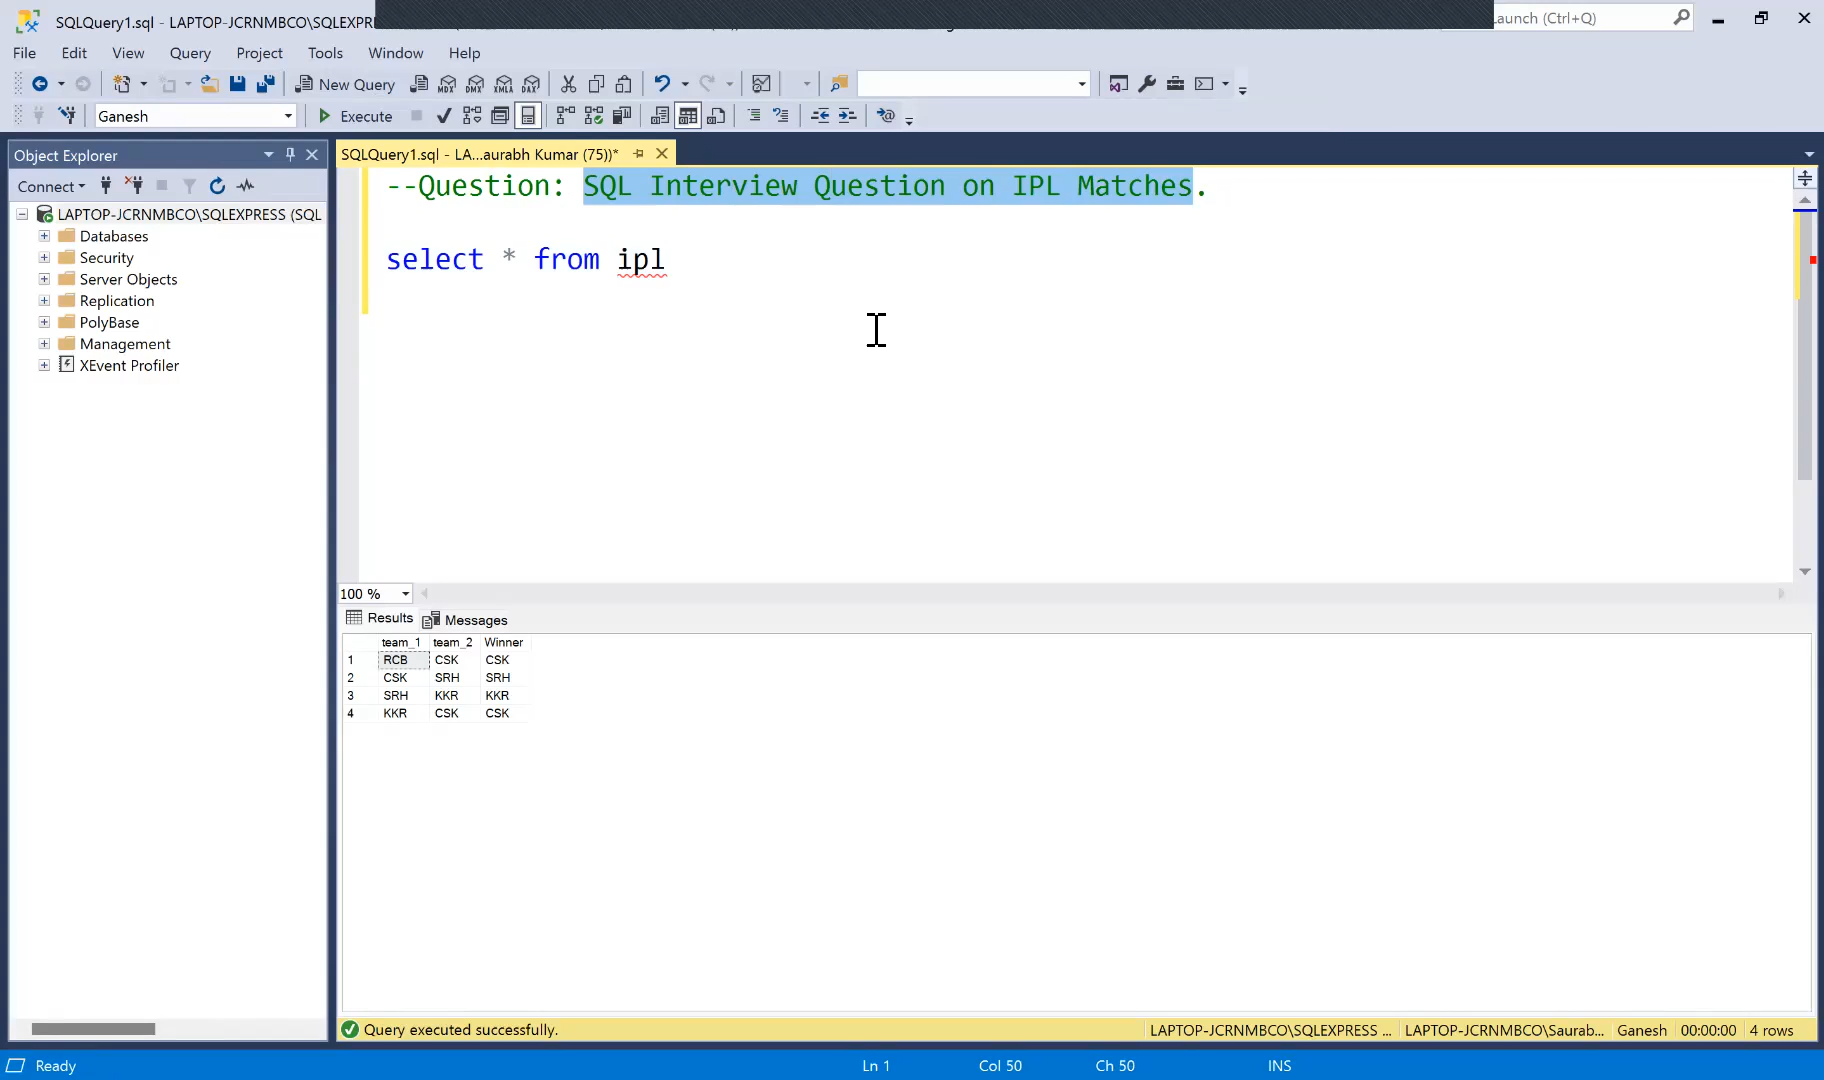 SQLQuery1.sql - LAPTOP-JCRNMBCO\SQLEXPR
Launch (Ctrl+Q)
File Edit View Query Project Tools Window Help
New Query MDX DMX XMLA DAX
Ganesh Execute
Object Explorer
SQLQuery1.sql - LA...aurabh Kumar (75))*
Connect
LAPTOP-JCRNMBCO\SQLEXPRESS (SQL
Databases
Security
Server Objects
Replication
PolyBase
Management
XEvent Profiler
--Question: SQL Interview Question on IPL Matches.
select * from ipl
100 %
Results Messages
team_1 team_2 Winner
1 RCB CSK CSK
2 CSK SRH SRH
3 SRH KKR KKR
4 KKR CSK CSK
Query executed successfully.
LAPTOP-JCRNMBCO\SQLEXPRESS ... LAPTOP-JCRNMBCO\Saurab... Ganesh 00:00:00 4 rows
Ready Ln 1 Col 50 Ch 50 INS